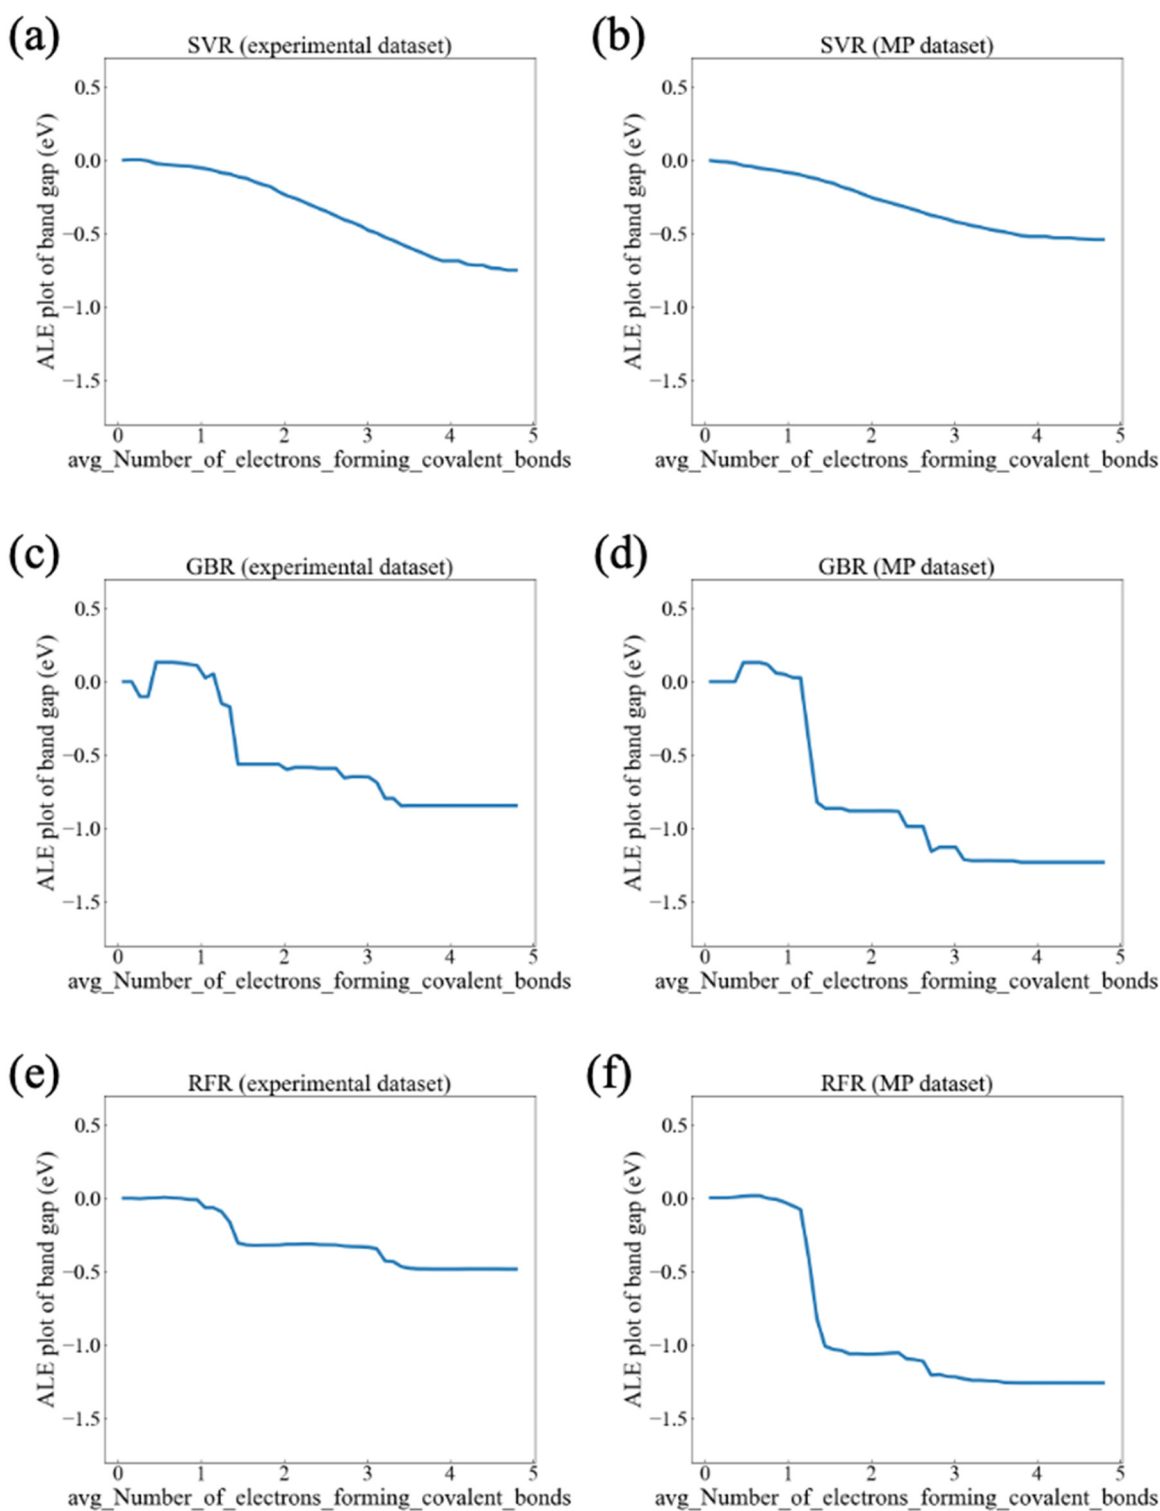 (a)
SVR (experimental dataset)
ALE plot of band gap (eV)
0.5
0.0
−0.5
−1.0
−1.5
0 1 2 3 4 5
avg_Number_of_electrons_forming_covalent_bonds
(b)
SVR (MP dataset)
ALE plot of band gap (eV)
0.5
0.0
−0.5
−1.0
−1.5
0 1 2 3 4 5
avg_Number_of_electrons_forming_covalent_bonds
(c)
GBR (experimental dataset)
ALE plot of band gap (eV)
0.5
0.0
−0.5
−1.0
−1.5
0 1 2 3 4 5
avg_Number_of_electrons_forming_covalent_bonds
(d)
GBR (MP dataset)
ALE plot of band gap (eV)
0.5
0.0
−0.5
−1.0
−1.5
0 1 2 3 4 5
avg_Number_of_electrons_forming_covalent_bonds
(e)
RFR (experimental dataset)
ALE plot of band gap (eV)
0.5
0.0
−0.5
−1.0
−1.5
0 1 2 3 4 5
avg_Number_of_electrons_forming_covalent_bonds
(f)
RFR (MP dataset)
ALE plot of band gap (eV)
0.5
0.0
−0.5
−1.0
−1.5
0 1 2 3 4 5
avg_Number_of_electrons_forming_covalent_bonds